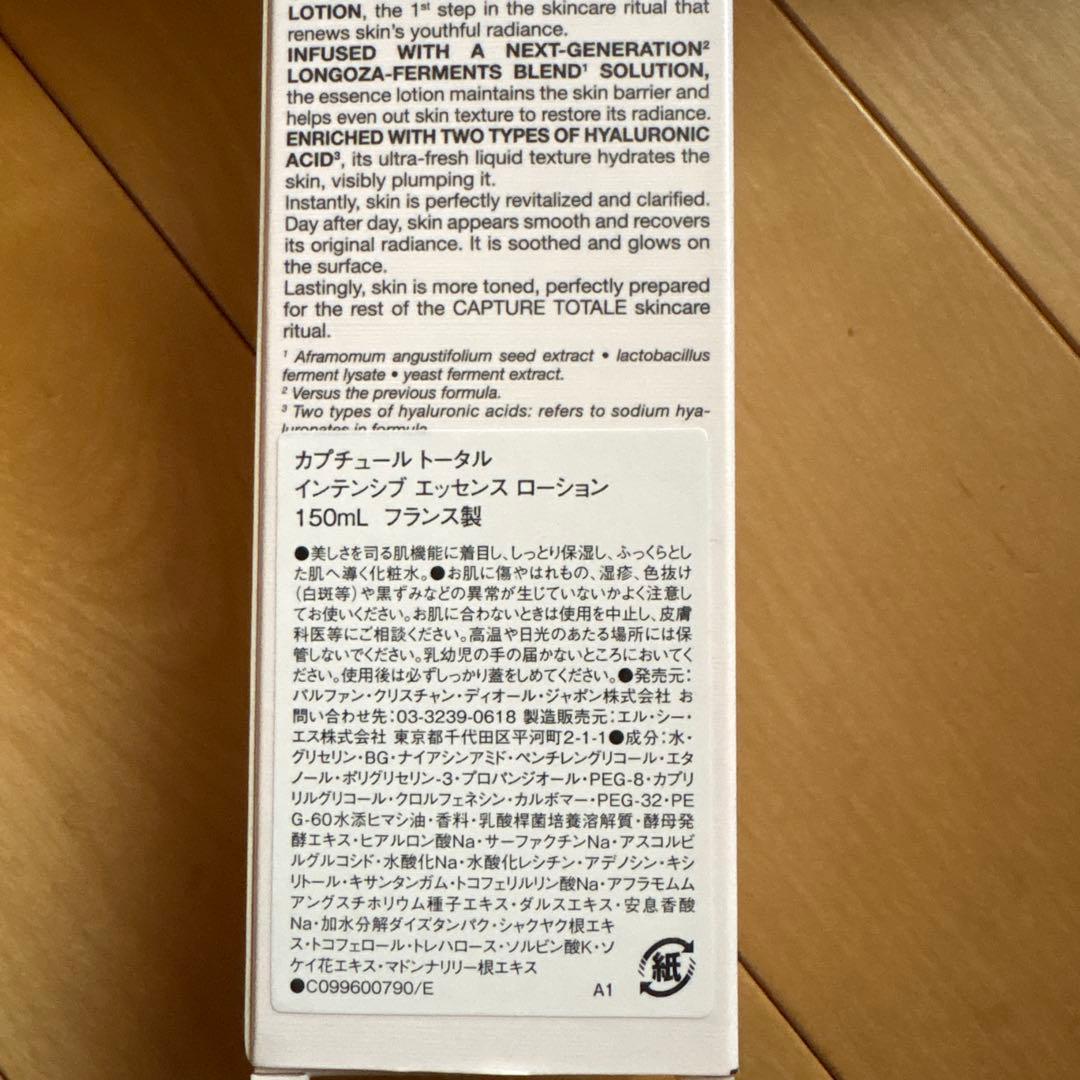 LOTION, the 1st step in the skincare ritual that
renews skin's youthful radiance.
INFUSED WITH A NEXT-GENERATION²
LONGOZA-FERMENTS BLEND¹ SOLUTION,
the essence lotion maintains the skin barrier and
helps even out skin texture to restore its radiance.
ENRICHED WITH TWO TYPES OF HYALURONIC
ACID³, its ultra-fresh liquid texture hydrates the
skin, visibly plumping it.
Instantly, skin is perfectly revitalized and clarified.
Day after day, skin appears smooth and recovers
its original radiance. It is soothed and glows on
the surface.
Lastingly, skin is more toned, perfectly prepared
for the rest of the CAPTURE TOTALE skincare
ritual.
¹ Aframomum angustifolium seed extract • lactobacillus
ferment lysate • yeast ferment extract.
² Versus the previous formula.
³ Two types of hyaluronic acids: refers to sodium hya-
luronates in formula
カプチュール トータル
インテンシブ エッセンス ローション
150mL フランス製
●美しさを司る肌機能に着目し、しっとり保湿し、ふっくらとし
た肌へ導く化粧水。●お肌に傷やはれもの、湿疹、色抜け
（白斑等）や黒ずみなどの異常が生じていないかよく注意し
てお使いください。お肌に合わないときは使用を中止し、皮膚
科医等にご相談ください。高温や日光のあたる場所には保
管しないでください。乳幼児の手の届かないところにおいてく
ださい。使用後は必ずしっかり蓋をしめてください。●発売元：
パルファン・クリスチャン・ディオール・ジャポン株式会社 お
問い合わせ先：03-3239-0618 製造販売元：エル・シー・
エス株式会社 東京都千代田区平河町2-1-1●成分：水・
グリセリン・BG・ナイアシンアミド・ペンチレングリコール・エタ
ノール・ポリグリセリン-3・プロパンジオール・PEG-8・カプリ
リルグリコール・クロルフェネシン・カルボマー・PEG-32・PE
G-60水添ヒマシ油・香料・乳酸桿菌培養溶解質・酵母発
酵エキス・ヒアルロン酸Na・サーファクチンNa・アスコルビ
ルグルコシド・水酸化Na・水酸化レシチン・アデノシン・キシ
リトール・キサンタンガム・トコフェリルリン酸Na・アフラモムム
アングスチホリウム種子エキス・ダルスエキス・安息香酸
Na・加水分解ダイズタンパク・シャクヤク根エキ
ス・トコフェロール・トレハロース・ソルビン酸K・ソ
ケイ花エキス・マドンナリリー根エキス
●C099600790/E A1
紙